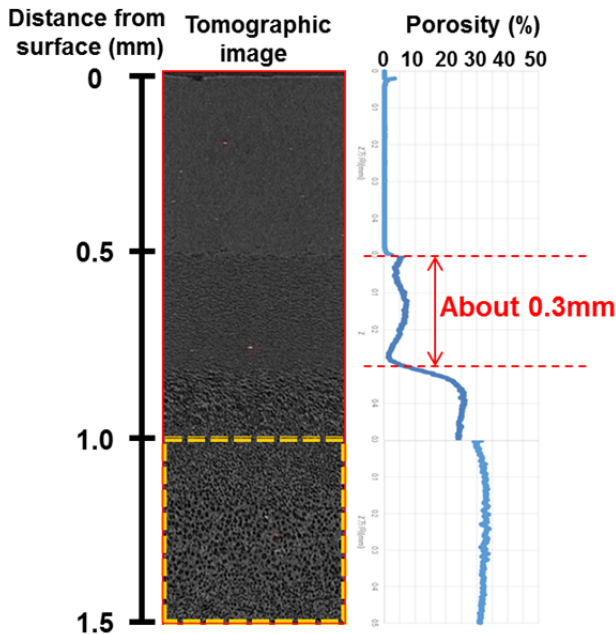 Distance from
surface (mm)
Tomographic
image
Porosity (%)
0 10 20 30 40 50
0
0.5
1.0
1.5
About 0.3mm